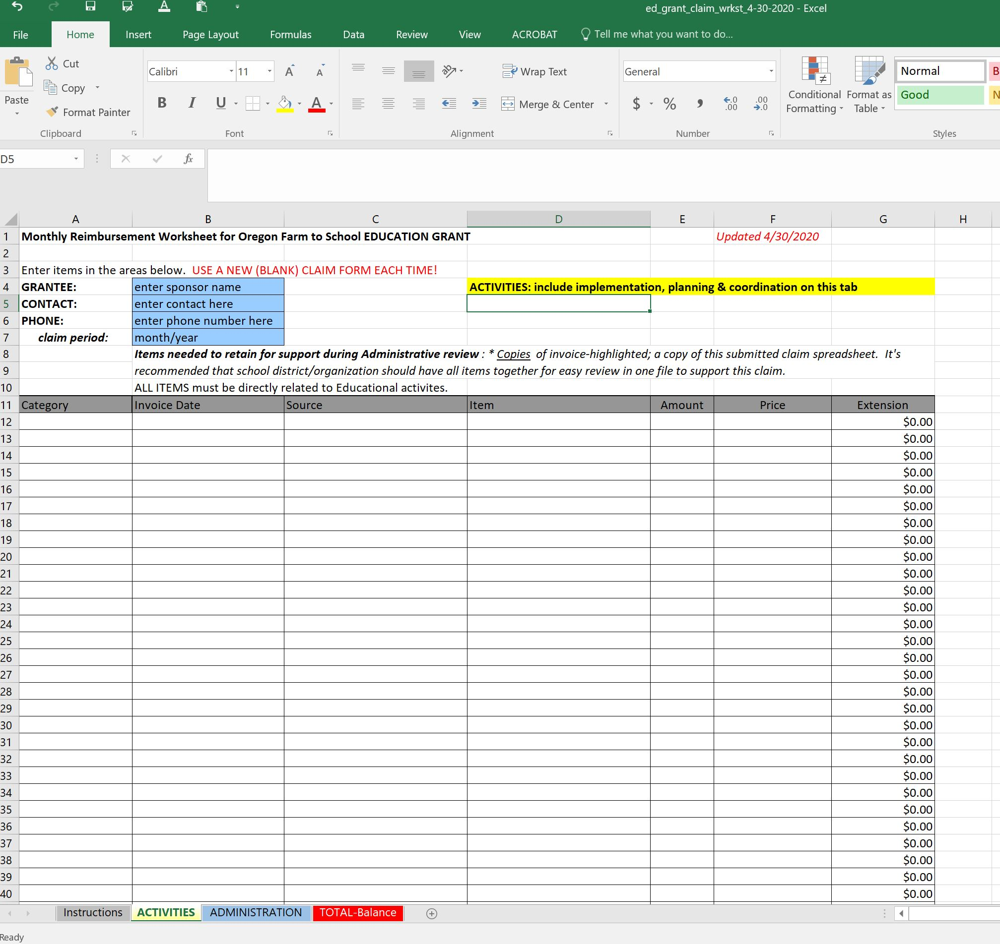 ed_grant_claim_wrkst_4-30-2020 - Excel
File Home Insert Page Layout Formulas Data Review View ACROBAT Tell me what you want to do...
Paste
Cut
Copy
Format Painter
Clipboard
Calibri 11 A A
B I U A
Font
Wrap Text
Merge & Center
Alignment
General
$ % , .0 .00 .00 .0
Number
Conditional Formatting
Format as Table
Normal B
Good N
Styles
D5 fx
A B C D E F G H
1 Monthly Reimbursement Worksheet for Oregon Farm to School EDUCATION GRANT Updated 4/30/2020
2
3 Enter items in the areas below. USE A NEW (BLANK) CLAIM FORM EACH TIME!
4 GRANTEE: enter sponsor name ACTIVITIES: include implementation, planning & coordination on this tab
5 CONTACT: enter contact here
6 PHONE: enter phone number here
7 claim period: month/year
8 Items needed to retain for support during Administrative review : * Copies of invoice-highlighted; a copy of this submitted claim spreadsheet. It's
9 recommended that school district/organization should have all items together for easy review in one file to support this claim.
10 ALL ITEMS must be directly related to Educational activites.
11 Category Invoice Date Source Item Amount Price Extension
12 $0.00
13 $0.00
14 $0.00
15 $0.00
16 $0.00
17 $0.00
18 $0.00
19 $0.00
20 $0.00
21 $0.00
22 $0.00
23 $0.00
24 $0.00
25 $0.00
26 $0.00
27 $0.00
28 $0.00
29 $0.00
30 $0.00
31 $0.00
32 $0.00
33 $0.00
34 $0.00
35 $0.00
36 $0.00
37 $0.00
38 $0.00
39 $0.00
40 $0.00
Instructions ACTIVITIES ADMINISTRATION TOTAL-Balance
Ready